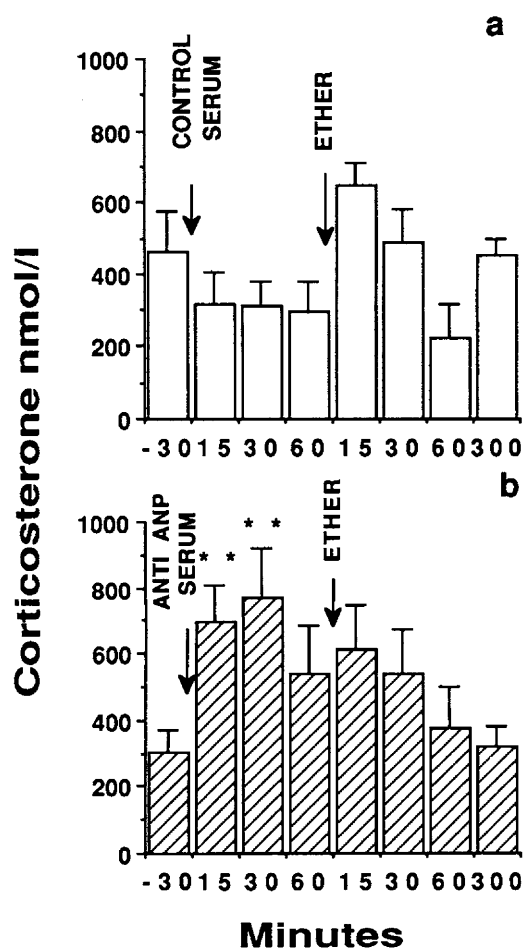 a
CONTROL
SERUM
ETHER
1000
800
600
400
200
0
-30 15 30 60 15 30 60 300
b
ANTI ANP
SERUM
ETHER
* *
* *
1000
800
600
400
200
0
-30 15 30 60 15 30 60 300
Corticosterone nmol/l
Minutes